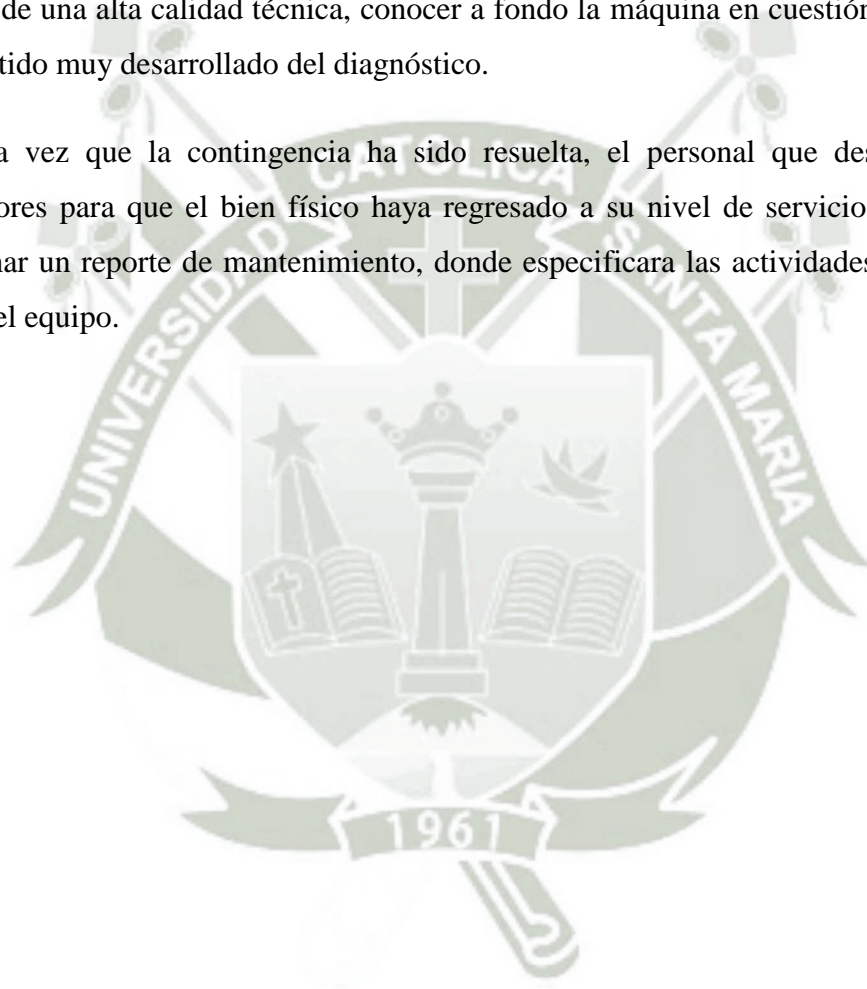 de una alta calidad técnica, conocer a fondo la máquina en cuestión
tido muy desarrollado del diagnóstico.
a vez que la contingencia ha sido resuelta, el personal que des
ores para que el bien físico haya regresado a su nivel de servicio
nar un reporte de mantenimiento, donde especificara las actividades
el equipo.
UNIVERSIDAD CATOLICA SANTA MARIA
1961